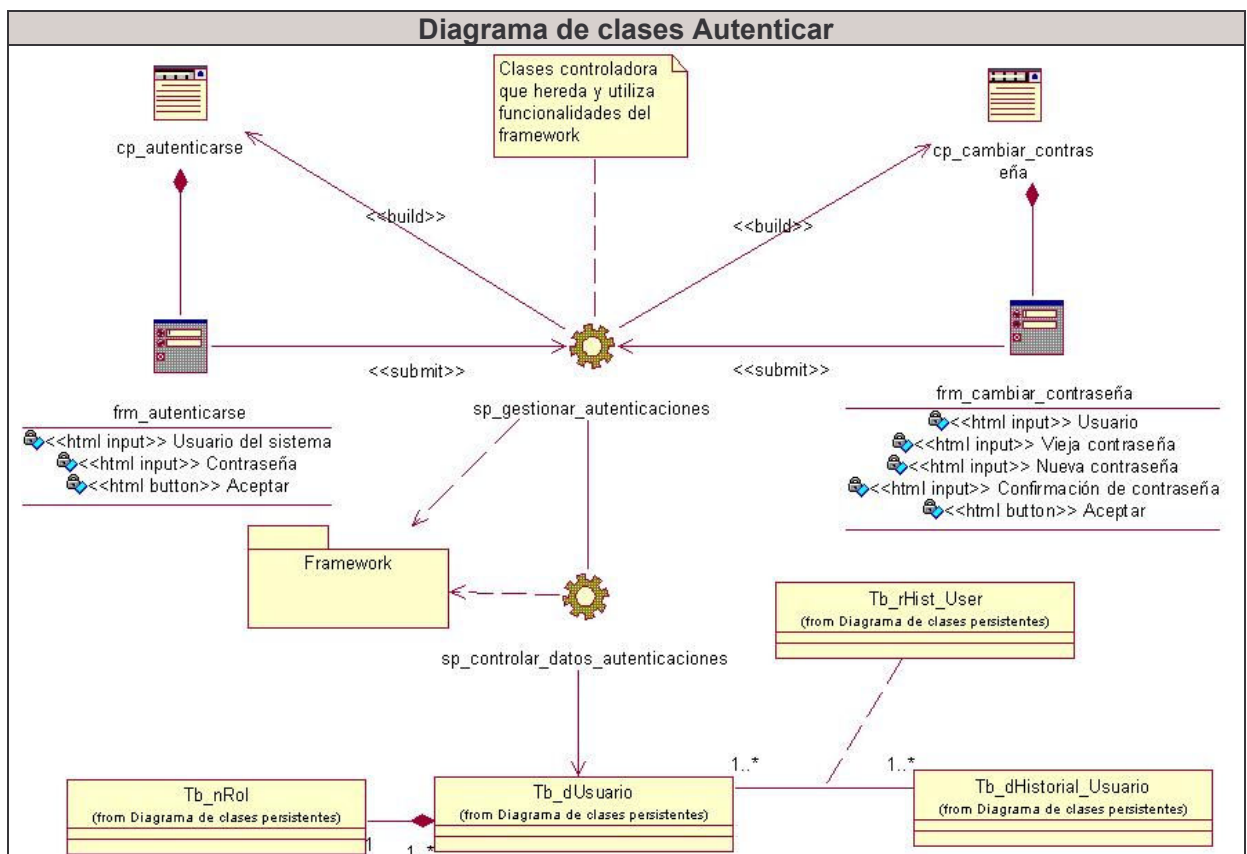 Diagrama de clases Autenticar
Clases controladora
que hereda y utiliza
funcionalidades del
framework
cp_autenticarse
cp_cambiar_contras
eña
<<build>>
<<build>>
<<submit>>
<<submit>>
frm_autenticarse
<<html input>> Usuario del sistema
<<html input>> Contraseña
<<html button>> Aceptar
sp_gestionar_autenticaciones
frm_cambiar_contraseña
<<html input>> Usuario
<<html input>> Vieja contraseña
<<html input>> Nueva contraseña
<<html input>> Confirmación de contraseña
<<html button>> Aceptar
Framework
sp_controlar_datos_autenticaciones
Tb_rHist_User
(from Diagrama de clases persistentes)
1..*
1..*
Tb_nRol
(from Diagrama de clases persistentes)
Tb_dUsuario
(from Diagrama de clases persistentes)
Tb_dHistorial_Usuario
(from Diagrama de clases persistentes)
1
1..*